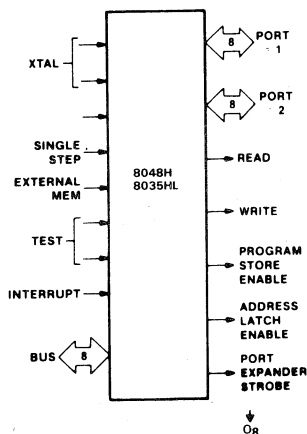 XTAL
SINGLE
STEP
EXTERNAL
MEM
TEST
INTERRUPT
BUS
8
8048H
8035HL
8
PORT
1
8
PORT
2
READ
WRITE
PROGRAM
STORE
ENABLE
ADDRESS
LATCH
ENABLE
PORT
EXPANDER
STROBE
O8